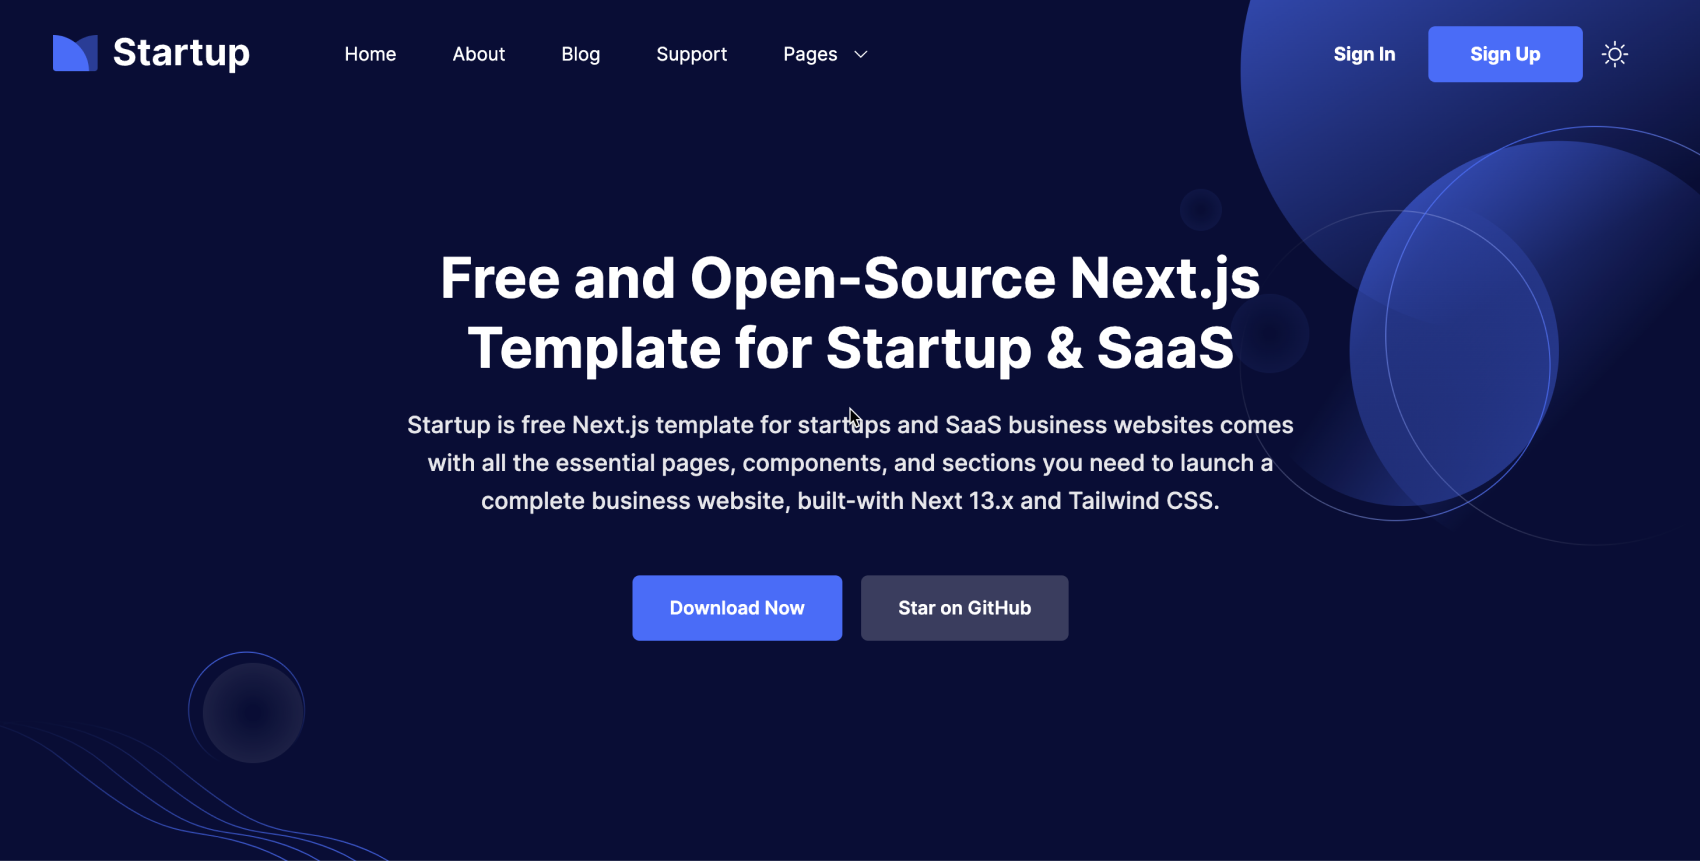 Startup
Home
About
Blog
Support
Pages
Sign In
Sign Up
Free and Open-Source Next.js
Template for Startup & SaaS
Startup is free Next.js template for startups and SaaS business websites comes
with all the essential pages, components, and sections you need to launch a
complete business website, built-with Next 13.x and Tailwind CSS.
Download Now
Star on GitHub